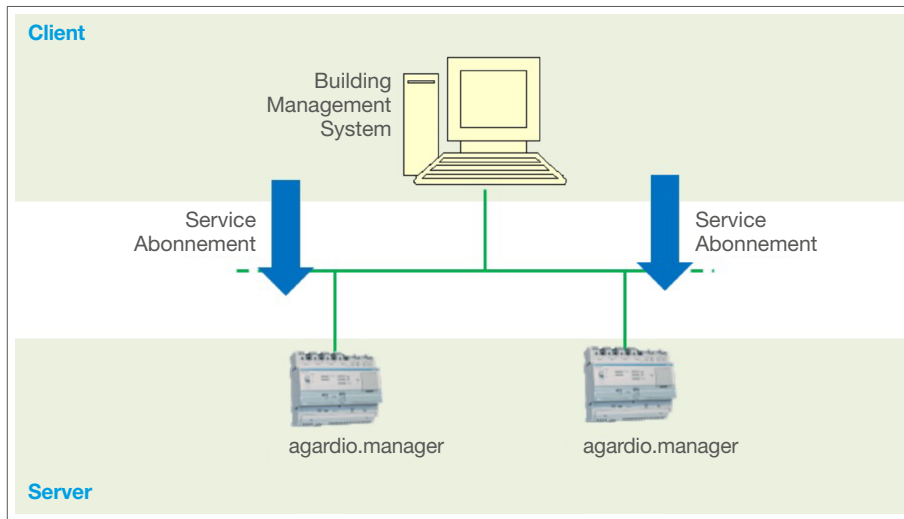 Client
Building
Management
System
Service
Abonnement
Service
Abonnement
agardio.manager
agardio.manager
Server